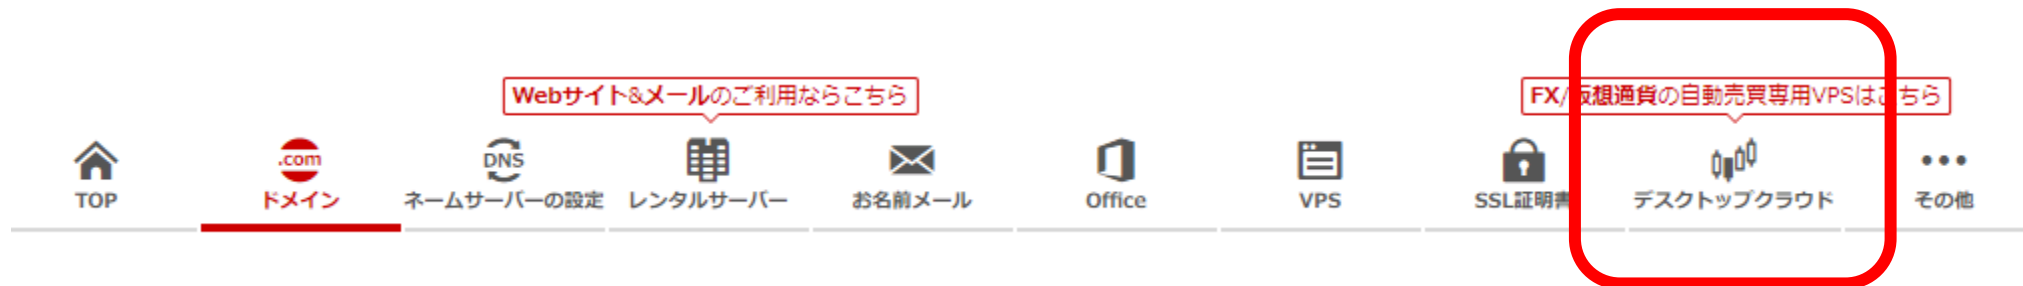 Webサイト&メールのご利用ならこちら
FX/仮想通貨の自動売買専用VPSはこちら
.com
DNS
TOP
ドメイン
ネームサーバーの設定
レンタルサーバー
お名前メール
Office
VPS
SSL証明書
デスクトップクラウド
その他